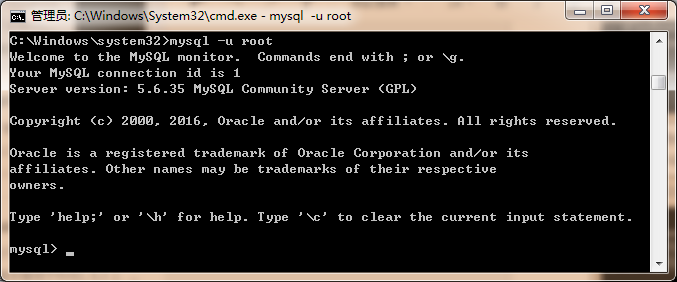 管理员: C:\Windows\System32\cmd.exe - mysql  -u root
C:\Windows\system32>mysql -u root
Welcome to the MySQL monitor.  Commands end with ; or \g.
Your MySQL connection id is 1
Server version: 5.6.35 MySQL Community Server (GPL)
Copyright (c) 2000, 2016, Oracle and/or its affiliates. All rights reserved.
Oracle is a registered trademark of Oracle Corporation and/or its
affiliates. Other names may be trademarks of their respective
owners.
Type 'help;' or '\h' for help. Type '\c' to clear the current input statement.
mysql>